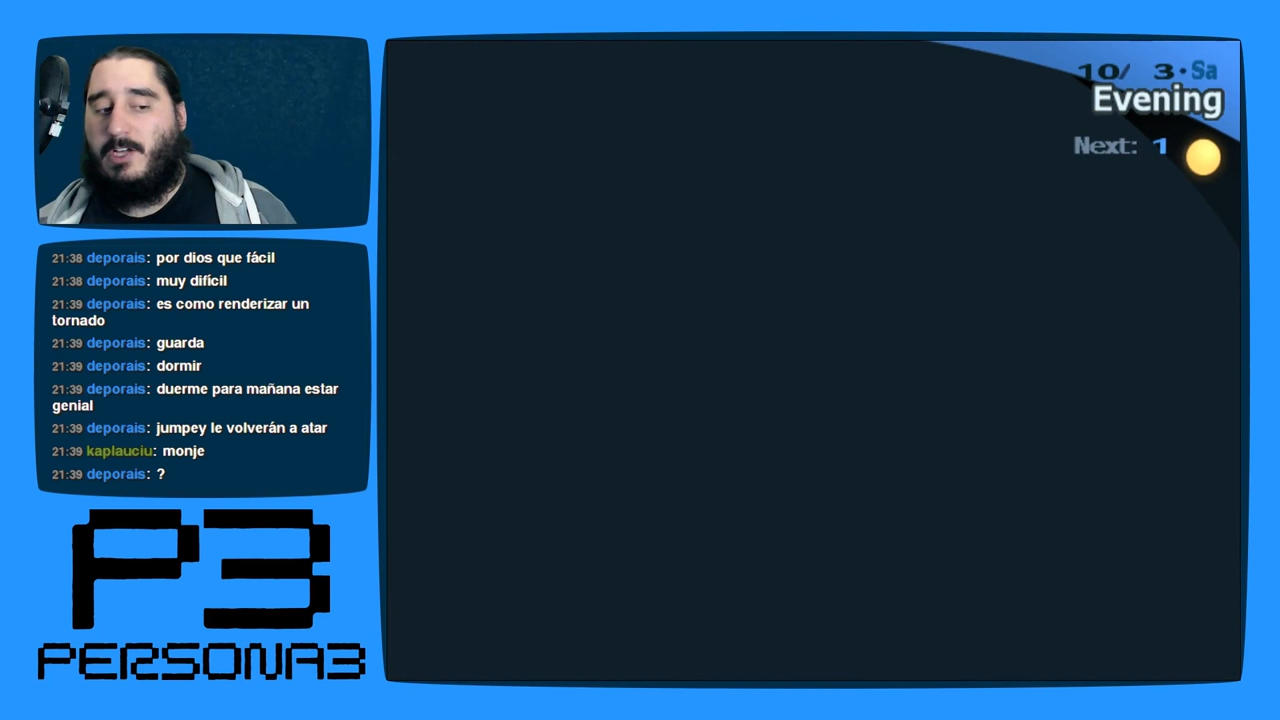 21:38 deporais: por dios que fácil
21:38 deporais: muy difícil
21:39 deporais: es como renderizar un
tornado
21:39 deporais: guarda
21:39 deporais: dormir
21:39 deporais: duerme para mañana estar
genial
21:39 deporais: jumpey le volverán a atar
21:39 kaplauciu: monje
21:39 deporais: ?
P3
PERSONA3
10/ 3·Sa
Evening
Next: 1